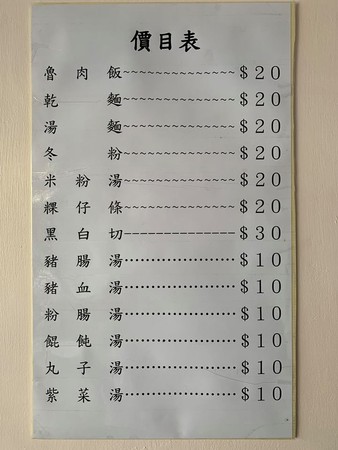 價目表
魯肉飯~~~~~~~~~~~~~~$20
乾麵~~~~~~~~~~~~~~$20
湯麵~~~~~~~~~~~~~~$20
冬粉~~~~~~~~~~~~~~$20
米粉湯~~~~~~~~~~~~~~$20
粿仔條~~~~~~~~~~~~~~$20
黑白切--------------$30
豬腸湯····················$10
豬血湯····················$10
粉腸湯····················$10
餛飩湯····················$10
丸子湯····················$10
紫菜湯····················$10